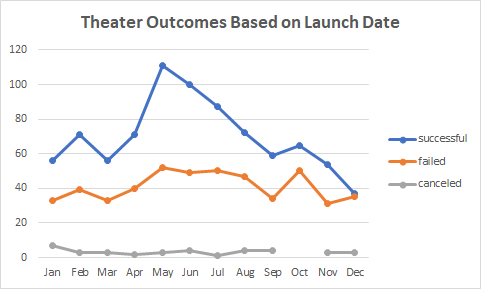 Theater Outcomes Based on Launch Date
120
100
80
60
40
20
0
Jan Feb Mar Apr May Jun Jul Aug Sep Oct Nov Dec
successful
failed
canceled